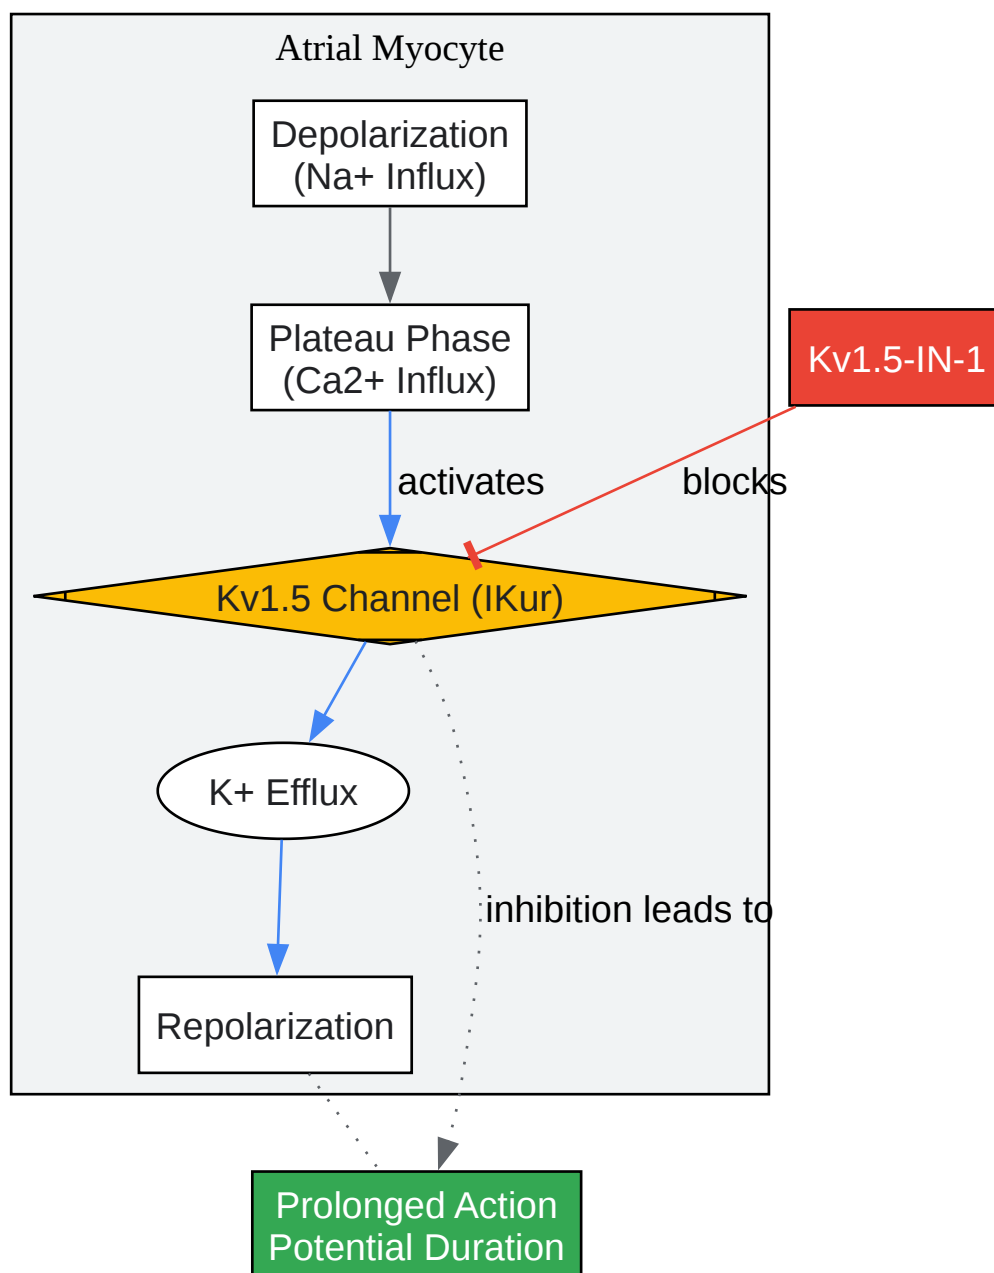 Atrial Myocyte
Depolarization
(Na+ Influx)
Plateau Phase
(Ca2+ Influx)
Kv1.5-IN-1
activates
blocks
Kv1.5 Channel (IKur)
K+ Efflux
inhibition leads to
Repolarization
Prolonged Action
Potential Duration